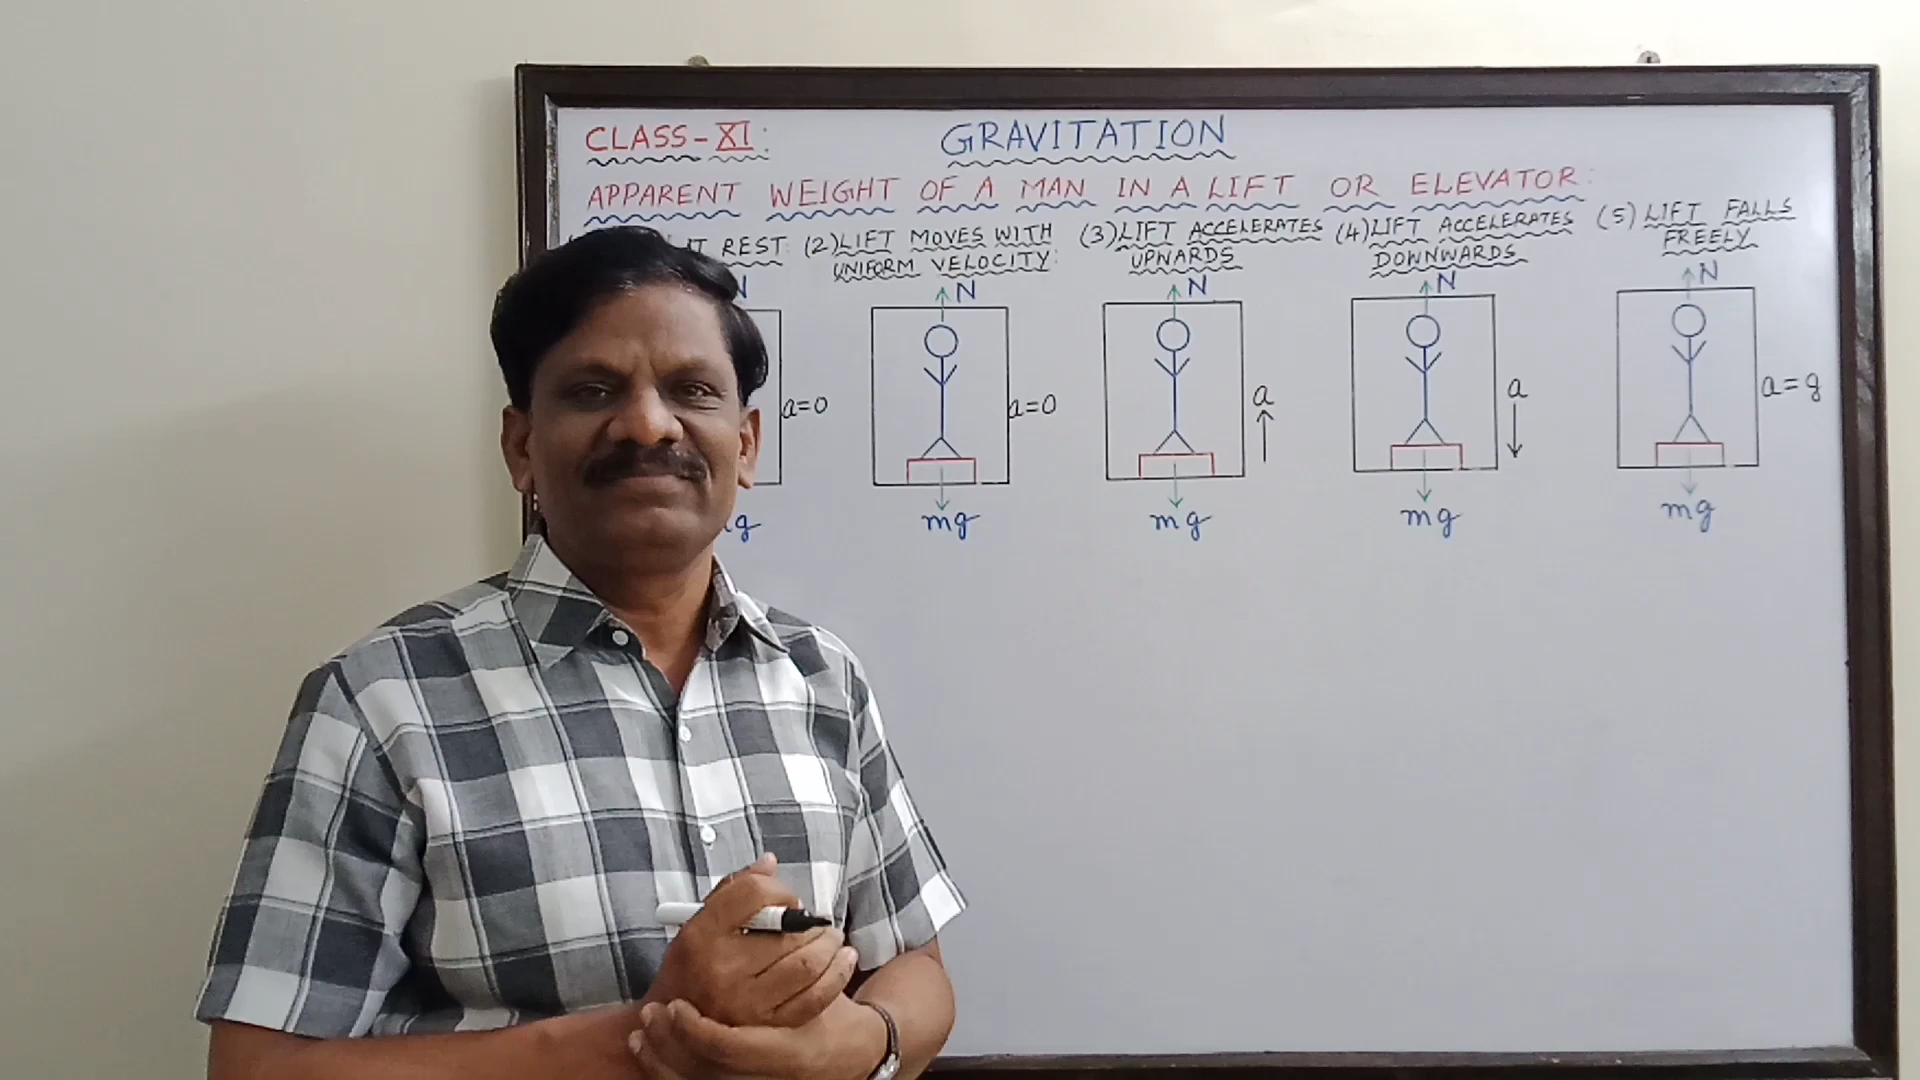 CLASS-XI:
GRAVITATION
APPARENT WEIGHT OF A MAN IN A LIFT OR ELEVATOR:
REST:
(2) LIFT MOVES WITH
UNIFORM VELOCITY:
(3) LIFT ACCELERATES
UPWARDS
(4) LIFT ACCELERATES
DOWNWARDS
(5) LIFT FALLS
FREELY
N
N
N
N
N
a=0
a=0
a
a
a=g
g
mg
mg
mg
mg